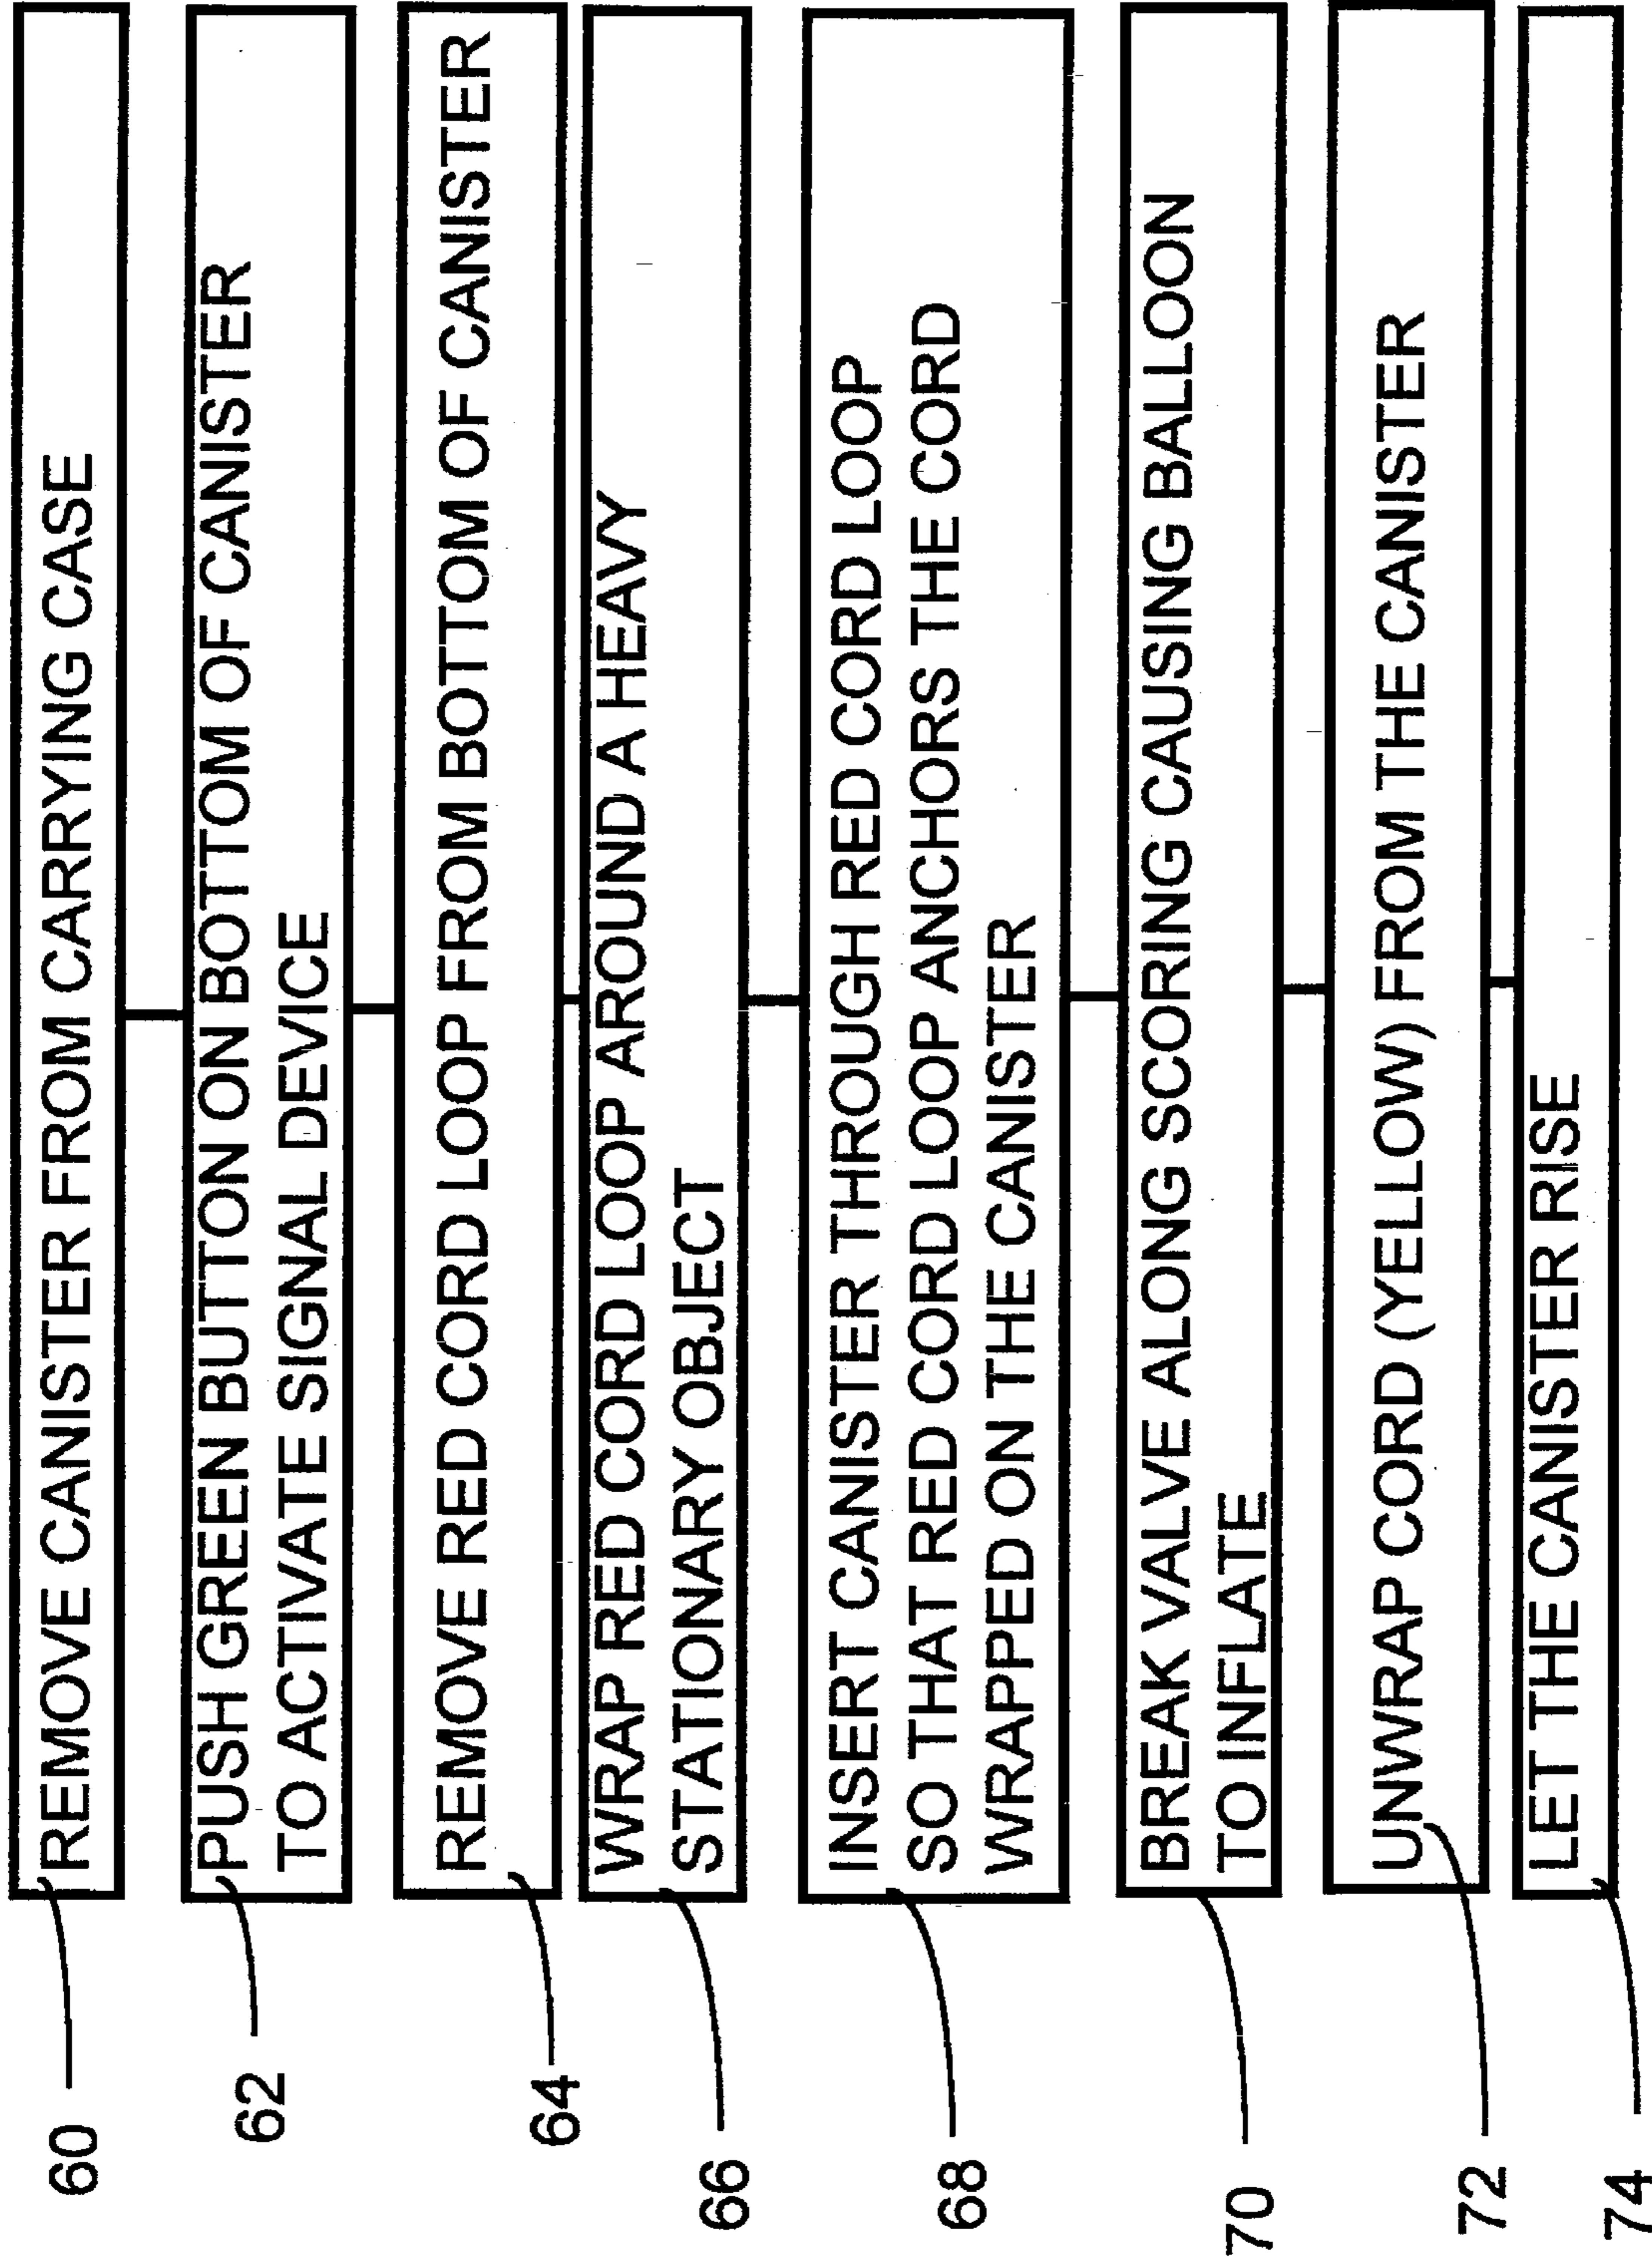 60
REMOVE CANISTER FROM CARRYING CASE
62
PUSH GREEN BUTTON ON BOTTOM OF CANISTER
TO ACTIVATE SIGNAL DEVICE
64
REMOVE RED CORD LOOP FROM BOTTOM OF CANISTER
66
WRAP RED CORD LOOP AROUND A HEAVY
STATIONARY OBJECT
68
INSERT CANISTER THROUGH RED CORD LOOP
SO THAT RED CORD LOOP ANCHORS THE CORD
WRAPPED ON THE CANISTER
70
BREAK VALVE ALONG SCORING CAUSING BALLOON
TO INFLATE
72
UNWRAP CORD (YELLOW) FROM THE CANISTER
74
LET THE CANISTER RISE